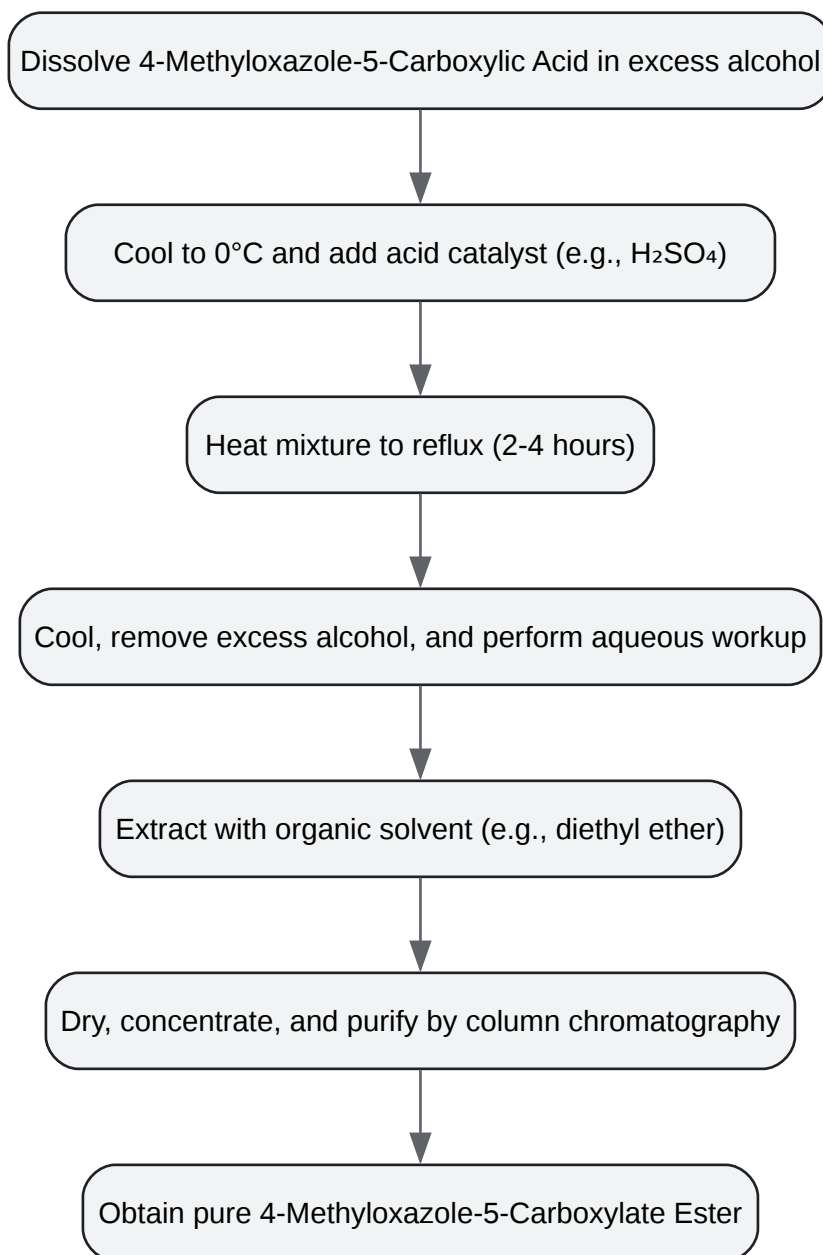 Dissolve 4-Methyloxazole-5-Carboxylic Acid in excess alcohol
Cool to 0°C and add acid catalyst (e.g., H₂SO₄)
Heat mixture to reflux (2-4 hours)
Cool, remove excess alcohol, and perform aqueous workup
Extract with organic solvent (e.g., diethyl ether)
Dry, concentrate, and purify by column chromatography
Obtain pure 4-Methyloxazole-5-Carboxylate Ester